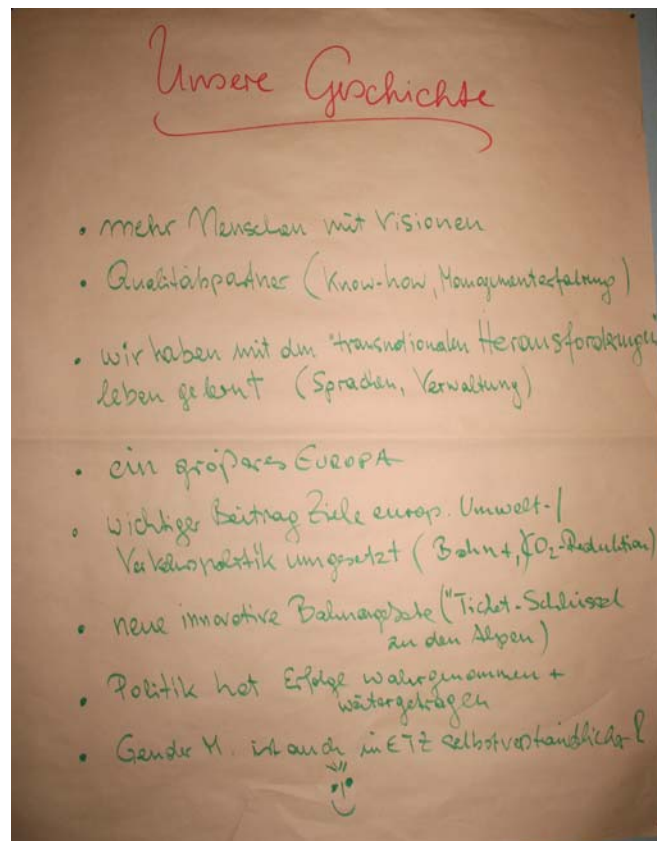 Unsere Geschichte
• mehr Menschen mit Visionen
• Qualitätspartner (Know-how, Managementerfahrung)
• wir haben mit den "transnationalen Herausforderungen
leben gelernt (Sprachen, Verwaltung)
• ein größeres EUROPA
• wichtiger Beitrag Ziele europ. Umwelt-/
Verkehrspolitik umgesetzt (Bahn+, CO₂-Reduktion)
• neue innovative Bahnangebote ("Ticket-Schlüssel
zu den Alpen)
• Politik hat Erfolge wahrgenommen +
weitergetragen
• Gender M. ist auch in ETZ selbstverständlich